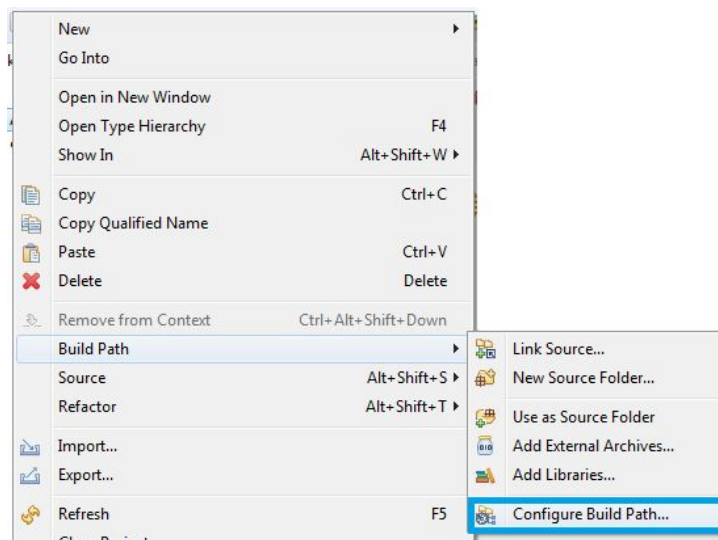 New
Go Into
Open in New Window
Open Type Hierarchy F4
Show In Alt+Shift+W
Copy Ctrl+C
Copy Qualified Name
Paste Ctrl+V
Delete Delete
Remove from Context Ctrl+Alt+Shift+Down
Build Path
Source Alt+Shift+S
Refactor Alt+Shift+T
Import...
Export...
Refresh F5
Link Source...
New Source Folder...
Use as Source Folder
Add External Archives...
Add Libraries...
Configure Build Path...